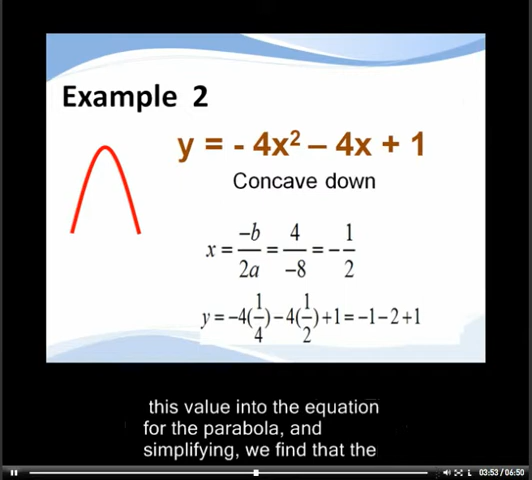 Example 2
y = - 4x² – 4x + 1
Concave down
x = -b/2a = 4/-8 = -1/2
y = -4(1/4) - 4(1/2) + 1 = -1 - 2 + 1
this value into the equation
for the parabola, and
simplifying, we find that the
03:53 / 06:50